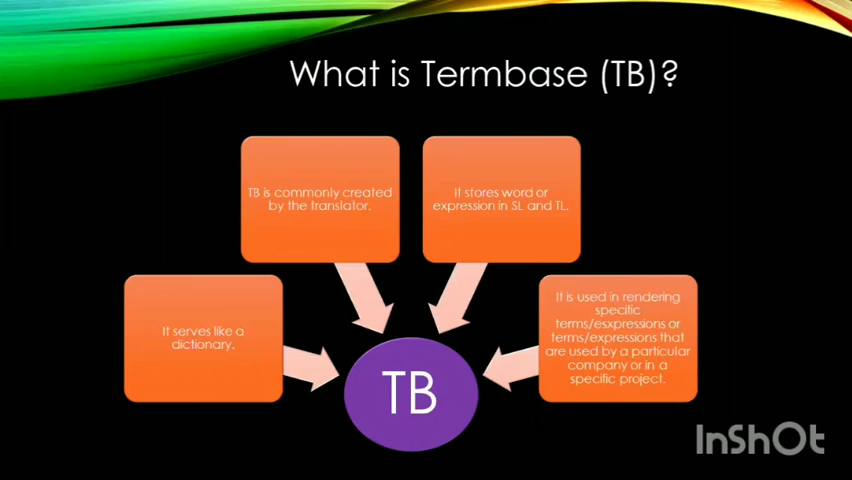 What is Termbase (TB)?
TB is commonly created
by the translator.
It stores word or
expression in SL and TL.
It serves like a
dictionary.
It is used in rendering
specific
terms/esxpressions or
terms/expressions that
are used by a particular
company or in a
specific project.
TB
InShOt